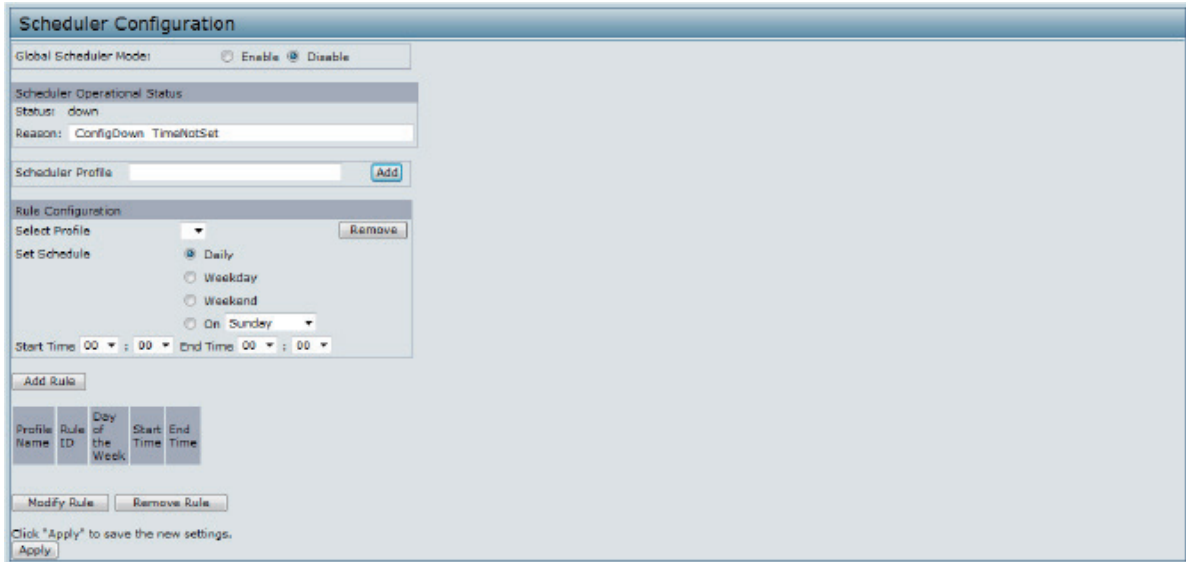 Scheduler Configuration
Global Scheduler Mode: Enable Disable
Scheduler Operational Status
Status: down
Reason: ConfigDown TimeNotSet
Scheduler Profile Add
Rule Configuration
Select Profile Remove
Set Schedule Daily
Weekday
Weekend
On Sunday
Start Time 00 : 00 End Time 00 : 00
Add Rule
Profile Name Rule ID Day of the Week Start Time End Time
Modify Rule Remove Rule
Click "Apply" to save the new settings.
Apply